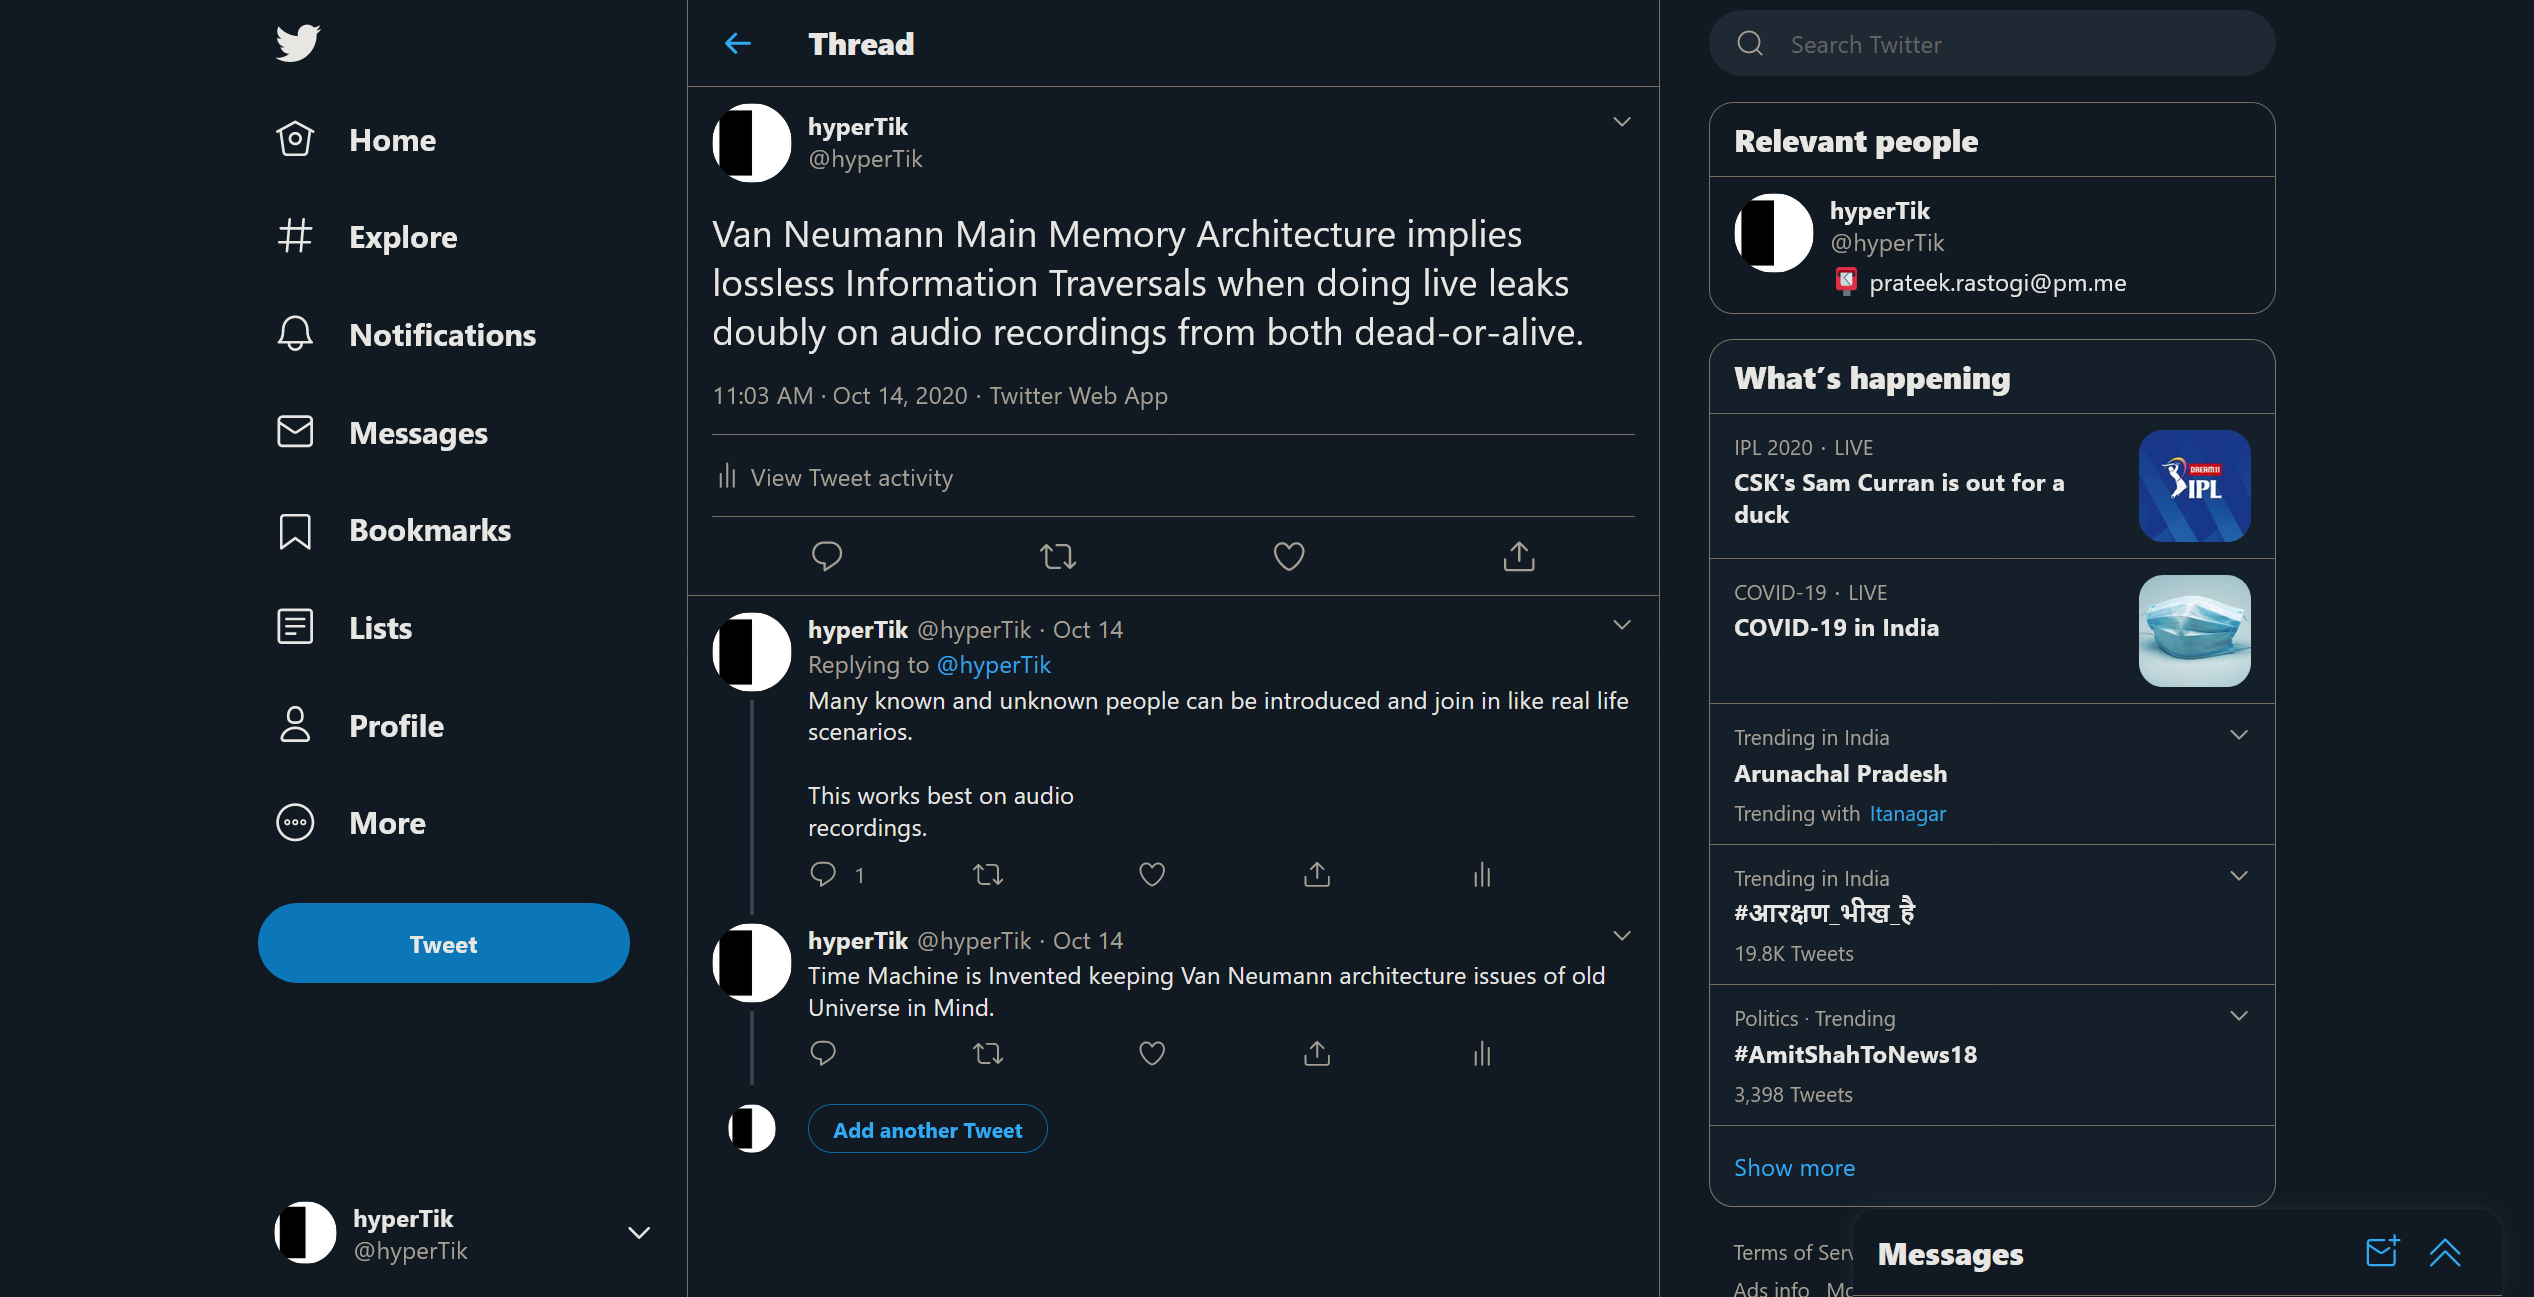 Home
Explore
Notifications
Messages
Bookmarks
Lists
Profile
More
Tweet
hyperTik
@hyperTik
Thread
hyperTik
@hyperTik
Van Neumann Main Memory Architecture implies
lossless Information Traversals when doing live leaks
doubly on audio recordings from both dead-or-alive.
11:03 AM · Oct 14, 2020 · Twitter Web App
View Tweet activity
hyperTik @hyperTik · Oct 14
Replying to @hyperTik
Many known and unknown people can be introduced and join in like real life
scenarios.
This works best on audio
recordings.
1
hyperTik @hyperTik · Oct 14
Time Machine is Invented keeping Van Neumann architecture issues of old
Universe in Mind.
Add another Tweet
Search Twitter
Relevant people
hyperTik
@hyperTik
prateek.rastogi@pm.me
What's happening
IPL 2020 · LIVE
CSK's Sam Curran is out for a
duck
DREAM11
IPL
COVID-19 · LIVE
COVID-19 in India
Trending in India
Arunachal Pradesh
Trending with Itanagar
Trending in India
#आरक्षण_भीख_है
19.8K Tweets
Politics · Trending
#AmitShahToNews18
3,398 Tweets
Show more
Terms of Serv
Ads info Mo
Messages